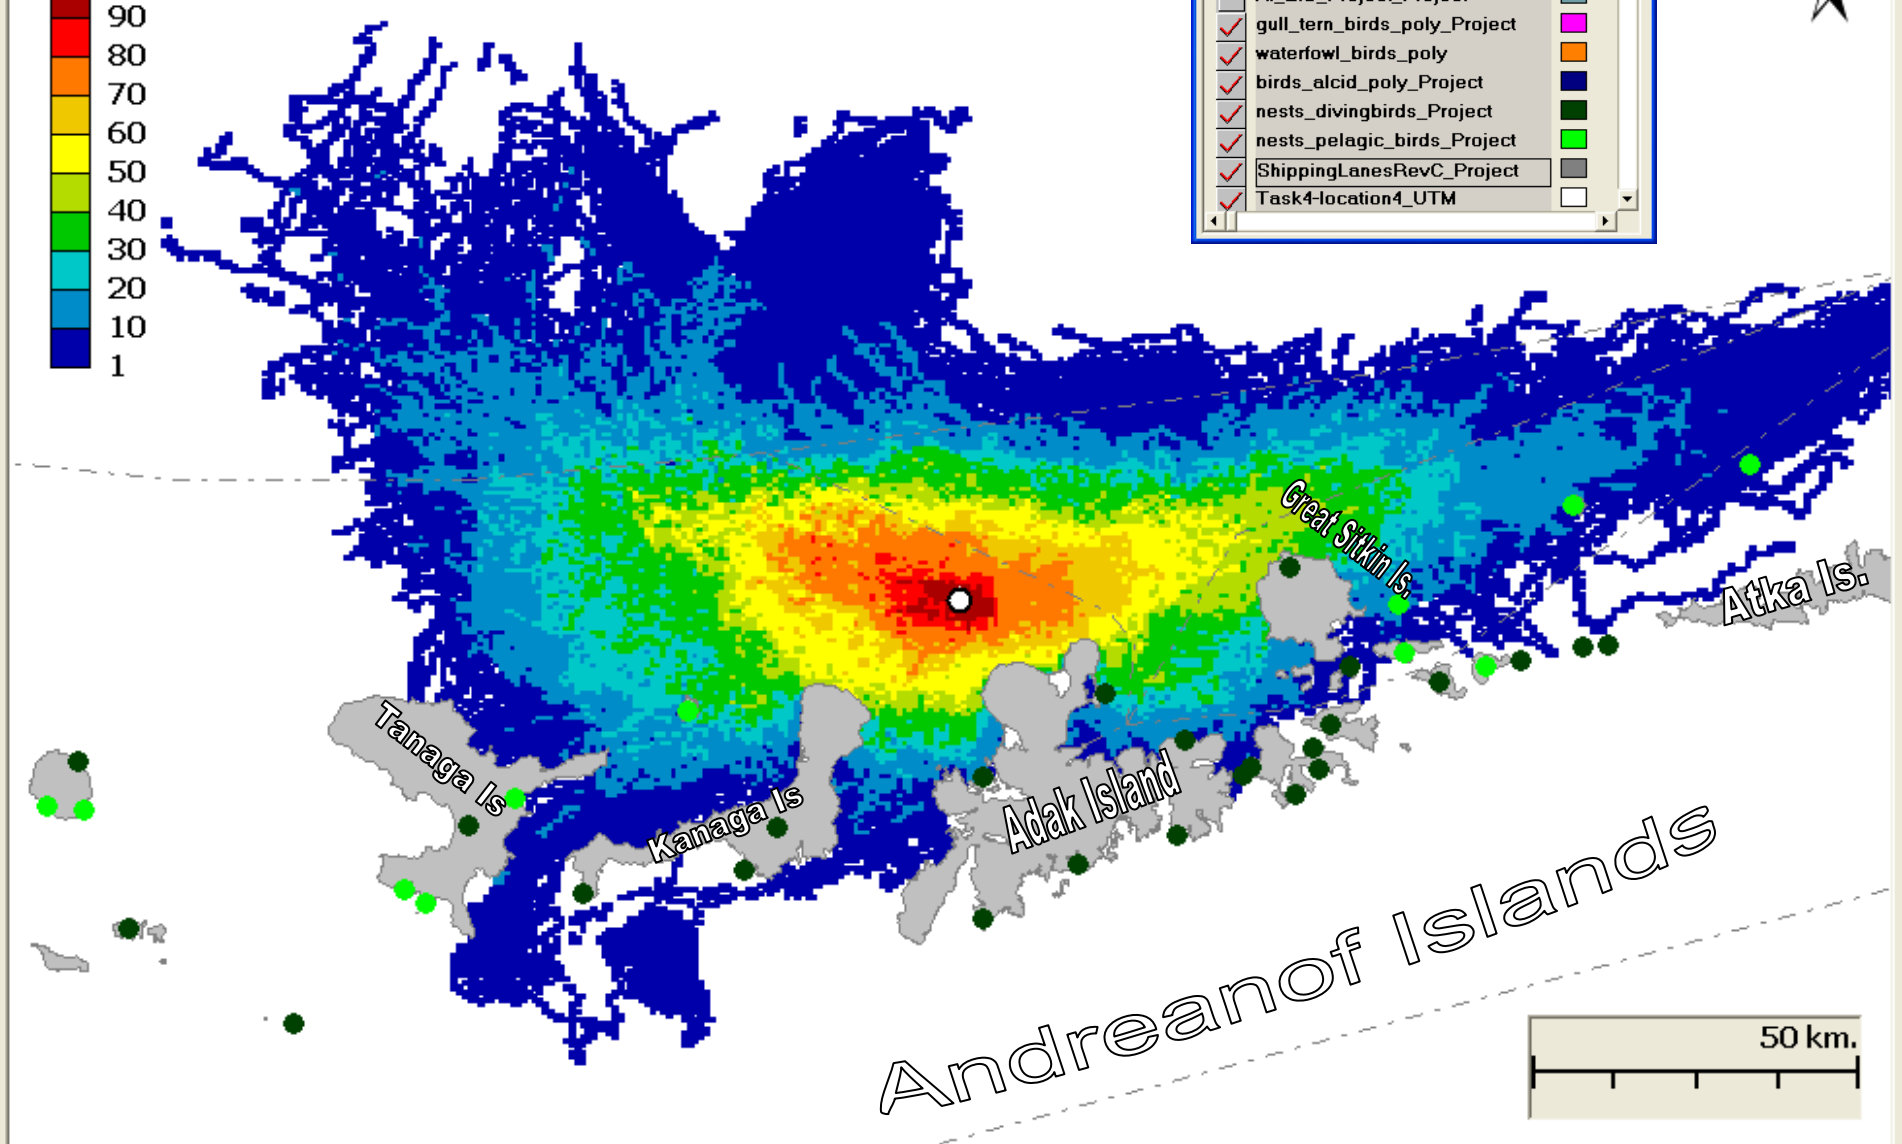 90
80
70
60
50
40
30
20
10
1
gull_tern_birds_poly_Project
waterfowl_birds_poly
birds_alcid_poly_Project
nests_divingbirds_Project
nests_pelagic_birds_Project
ShippingLanesRevC_Project
Task4-location4_UTM
Great Sitkin Is.
Atka Is.
Tanaga Is
Kanaga Is
Adak Island
Andreanof Islands
50 km.